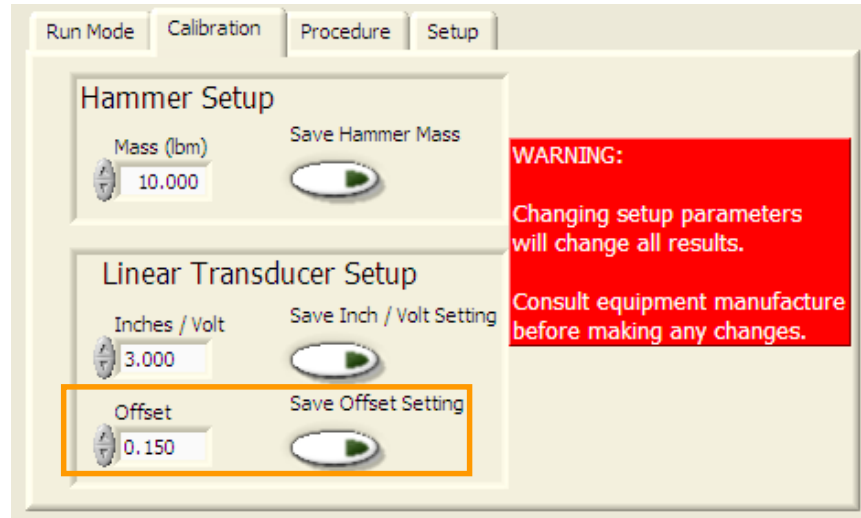 Run Mode
Calibration
Procedure
Setup
Hammer Setup
Mass (lbm)
Save Hammer Mass
10.000
WARNING:
Changing setup parameters
will change all results.
Consult equipment manufacture
before making any changes.
Linear Transducer Setup
Inches / Volt
Save Inch / Volt Setting
3.000
Offset
Save Offset Setting
0.150